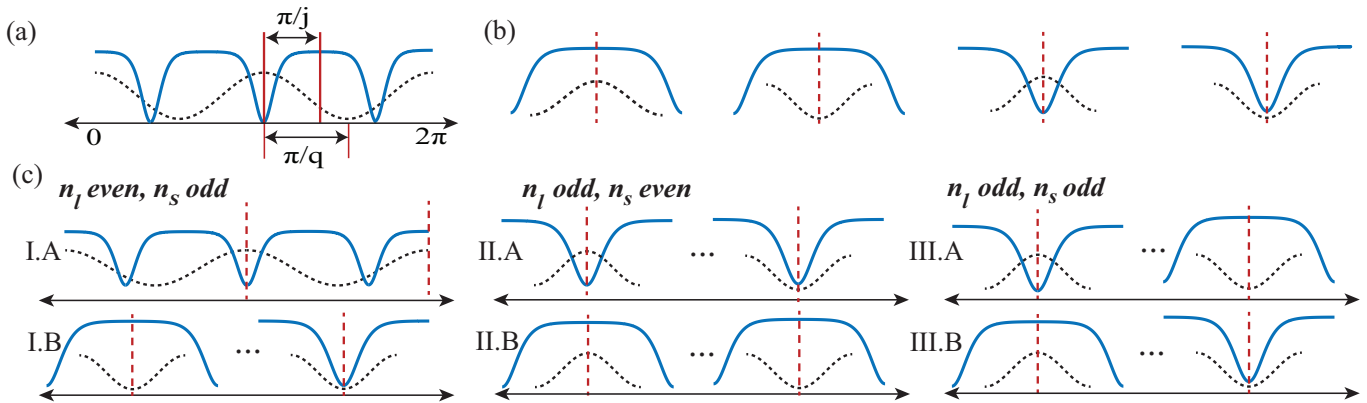 (a)
π/j
0
2π
π/q
(b)
(c)
n_l even, n_s odd
n_l odd, n_s even
n_l odd, n_s odd
I.A
II.A
...
III.A
...
I.B
...
II.B
...
III.B
...